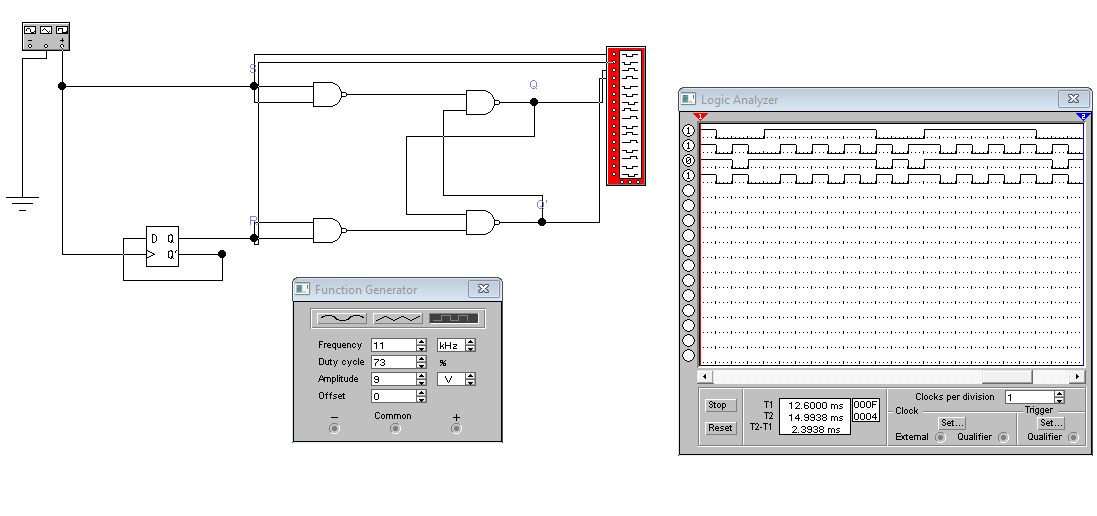 S
Q
Q'
R
D Q
Q'
Function Generator
Frequency 11 kHz
Duty cycle 73 %
Amplitude 9 V
Offset 0
− Common +
Logic Analyzer
1 2
1
1
0
1
Stop
Reset
T1 12.6000 ms 000F
T2 14.9938 ms 0004
T2-T1 2.3938 ms
Clocks per division 1
Clock
Set...
External Qualifier
Trigger
Set...
Qualifier